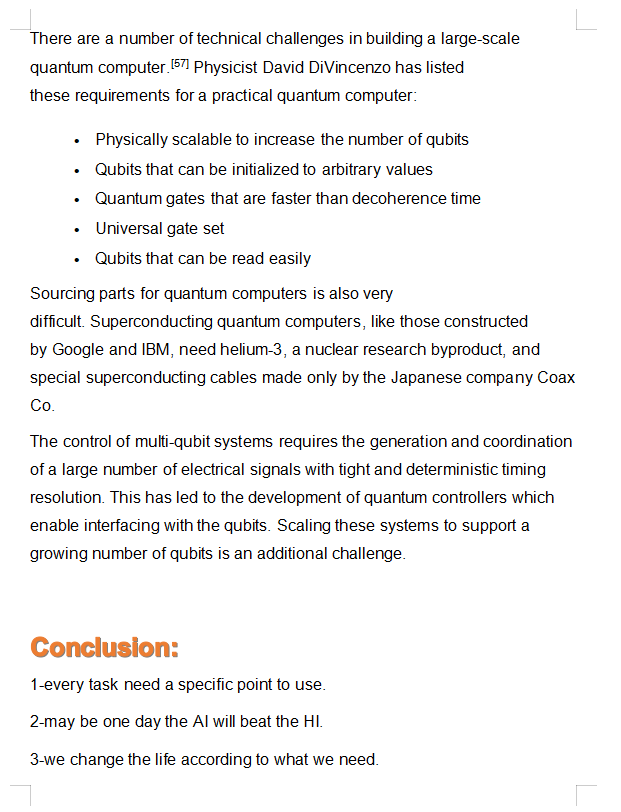 There are a number of technical challenges in building a large-scale
quantum computer.[57] Physicist David DiVincenzo has listed
these requirements for a practical quantum computer:
• Physically scalable to increase the number of qubits
• Qubits that can be initialized to arbitrary values
• Quantum gates that are faster than decoherence time
• Universal gate set
• Qubits that can be read easily
Sourcing parts for quantum computers is also very
difficult. Superconducting quantum computers, like those constructed
by Google and IBM, need helium-3, a nuclear research byproduct, and
special superconducting cables made only by the Japanese company Coax
Co.
The control of multi-qubit systems requires the generation and coordination
of a large number of electrical signals with tight and deterministic timing
resolution. This has led to the development of quantum controllers which
enable interfacing with the qubits. Scaling these systems to support a
growing number of qubits is an additional challenge.
Conclusion:
1-every task need a specific point to use.
2-may be one day the AI will beat the HI.
3-we change the life according to what we need.